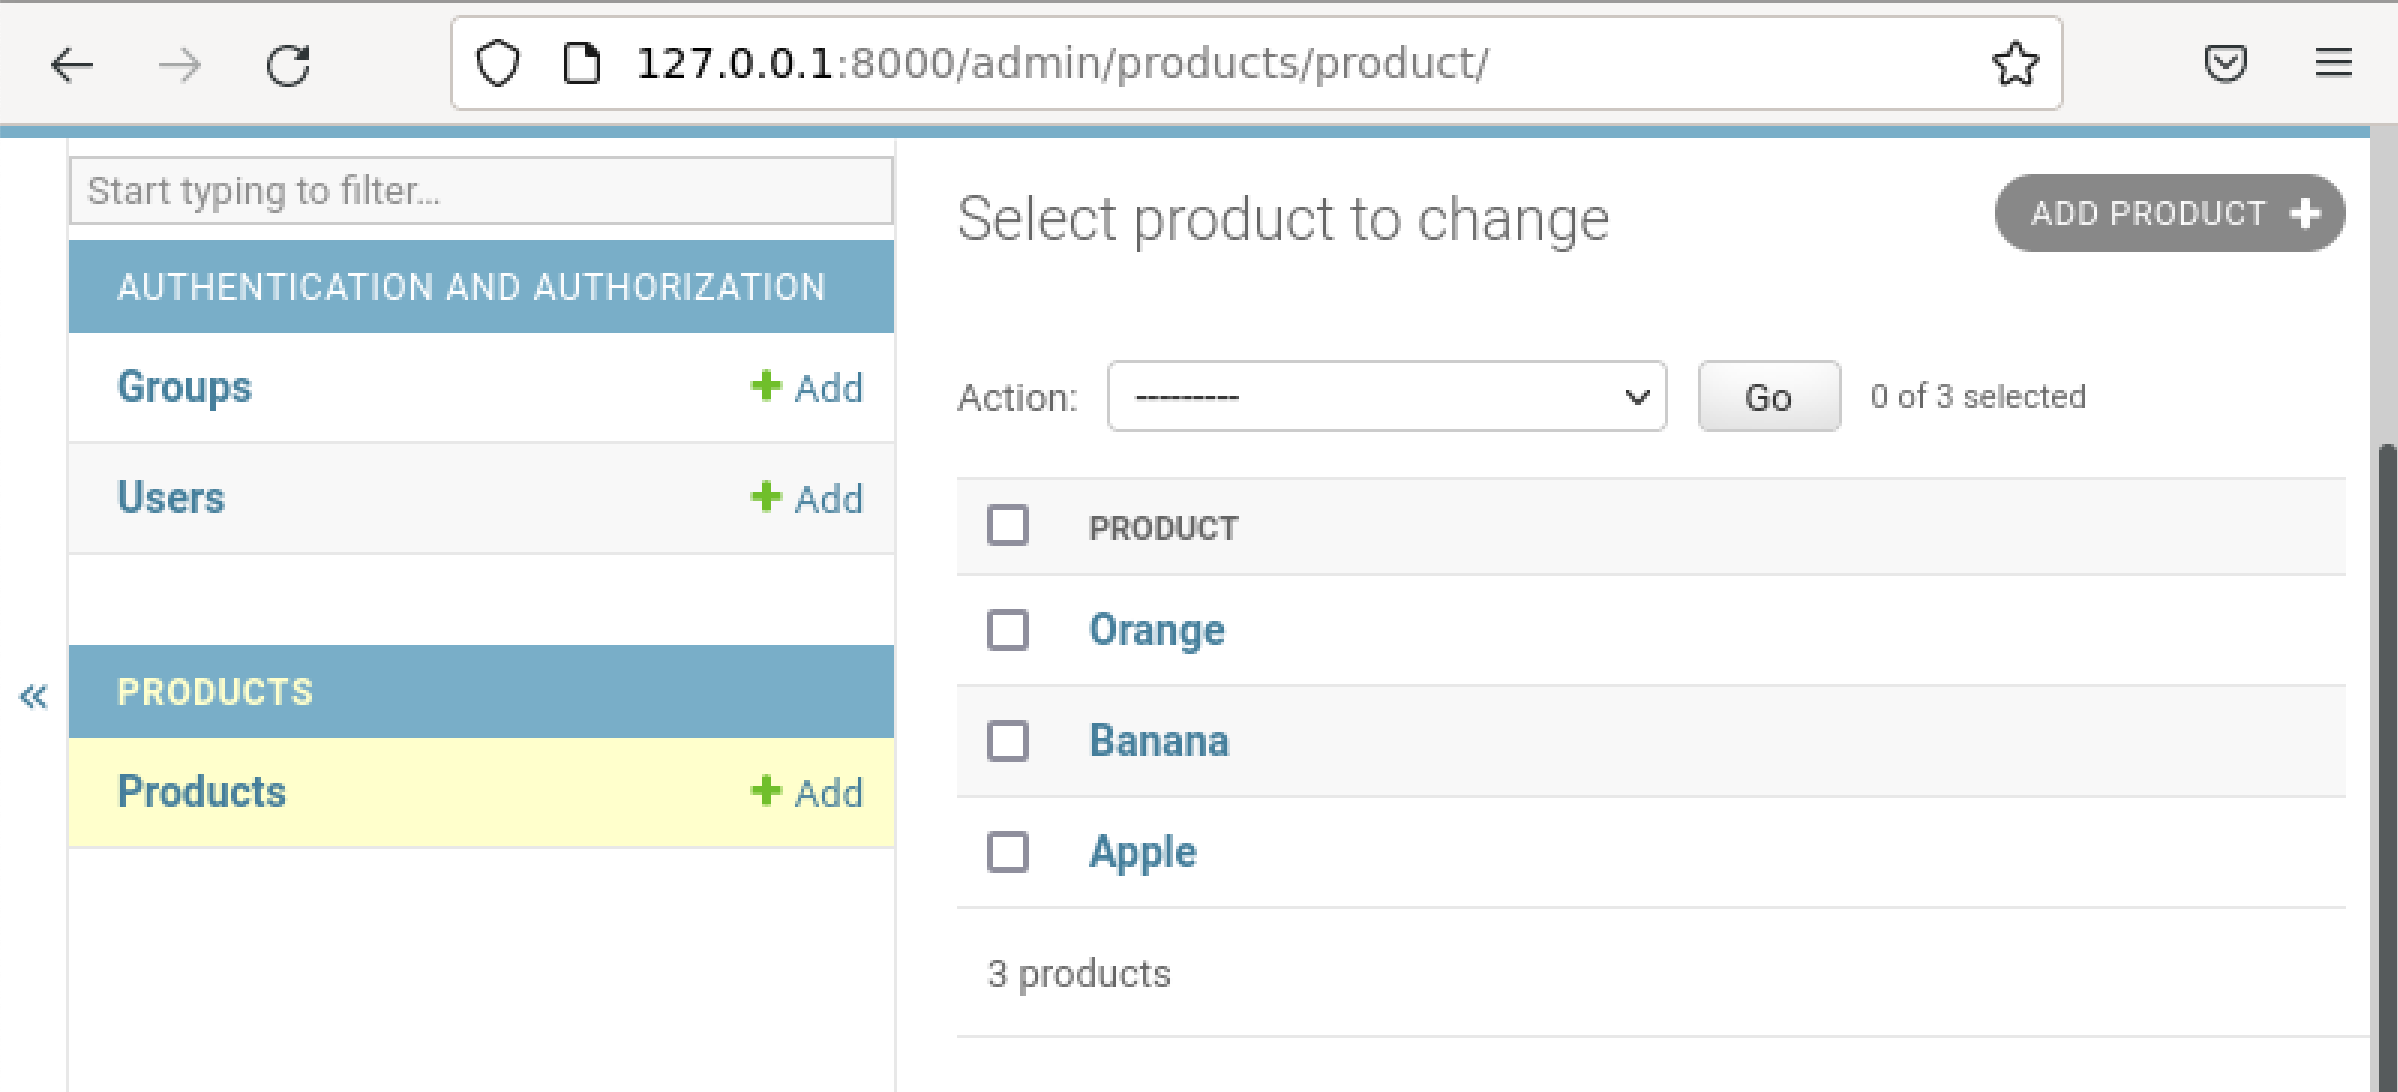 127.0.0.1:8000/admin/products/product/
Start typing to filter...
AUTHENTICATION AND AUTHORIZATION
Groups + Add
Users + Add
PRODUCTS
Products + Add
«
Select product to change
ADD PRODUCT +
Action: --------- Go 0 of 3 selected
PRODUCT
Orange
Banana
Apple
3 products